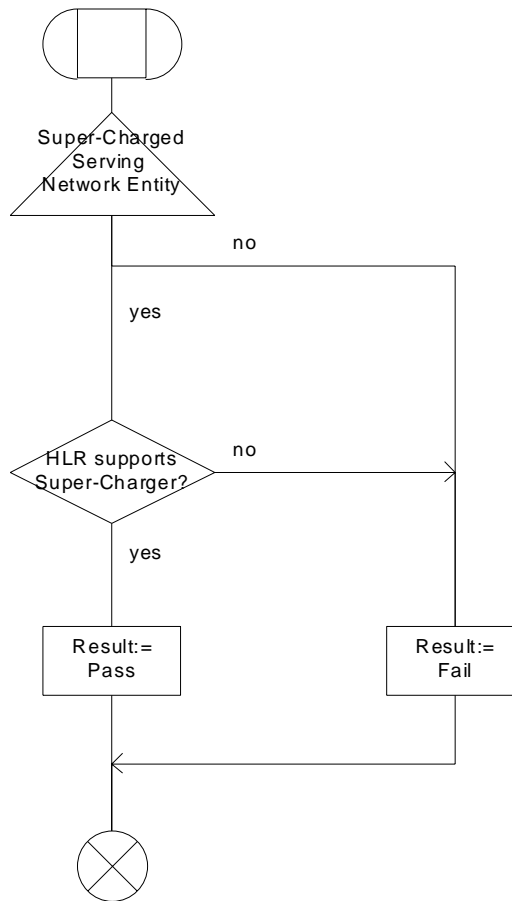 Super-Charged
Serving
Network Entity
no
yes
HLR supports
Super-Charger?
no
yes
Result:=
Pass
Result:=
Fail